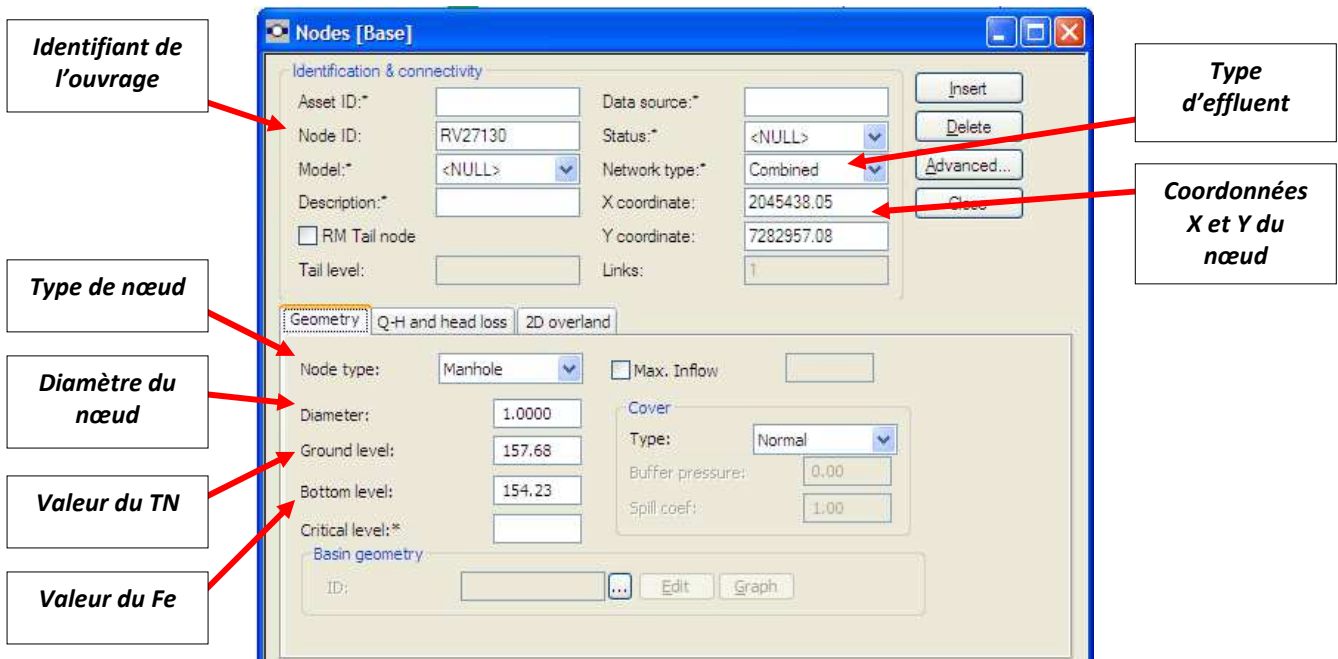 Identifiant de
l'ouvrage
Type de nœud
Diamètre du
nœud
Valeur du TN
Valeur du Fe
Nodes [Base]
Identification & connectivity
Asset ID:*
Data source:*
Node ID: RV27130
Status:* <NULL>
Model:* <NULL>
Network type:* Combined
Description:*
X coordinate: 2045438.05
RM Tail node
Y coordinate: 7282957.08
Tail level:
Links: 1
Insert
Delete
Advanced...
Close
Geometry Q-H and head loss 2D overland
Node type: Manhole
Max. Inflow
Diameter: 1.0000
Ground level: 157.68
Bottom level: 154.23
Critical level:*
Cover
Type: Normal
Buffer pressure: 0.00
Spill coef: 1.00
Basin geometry
ID: ... Edit Graph
Type
d'effluent
Coordonnées
X et Y du
nœud